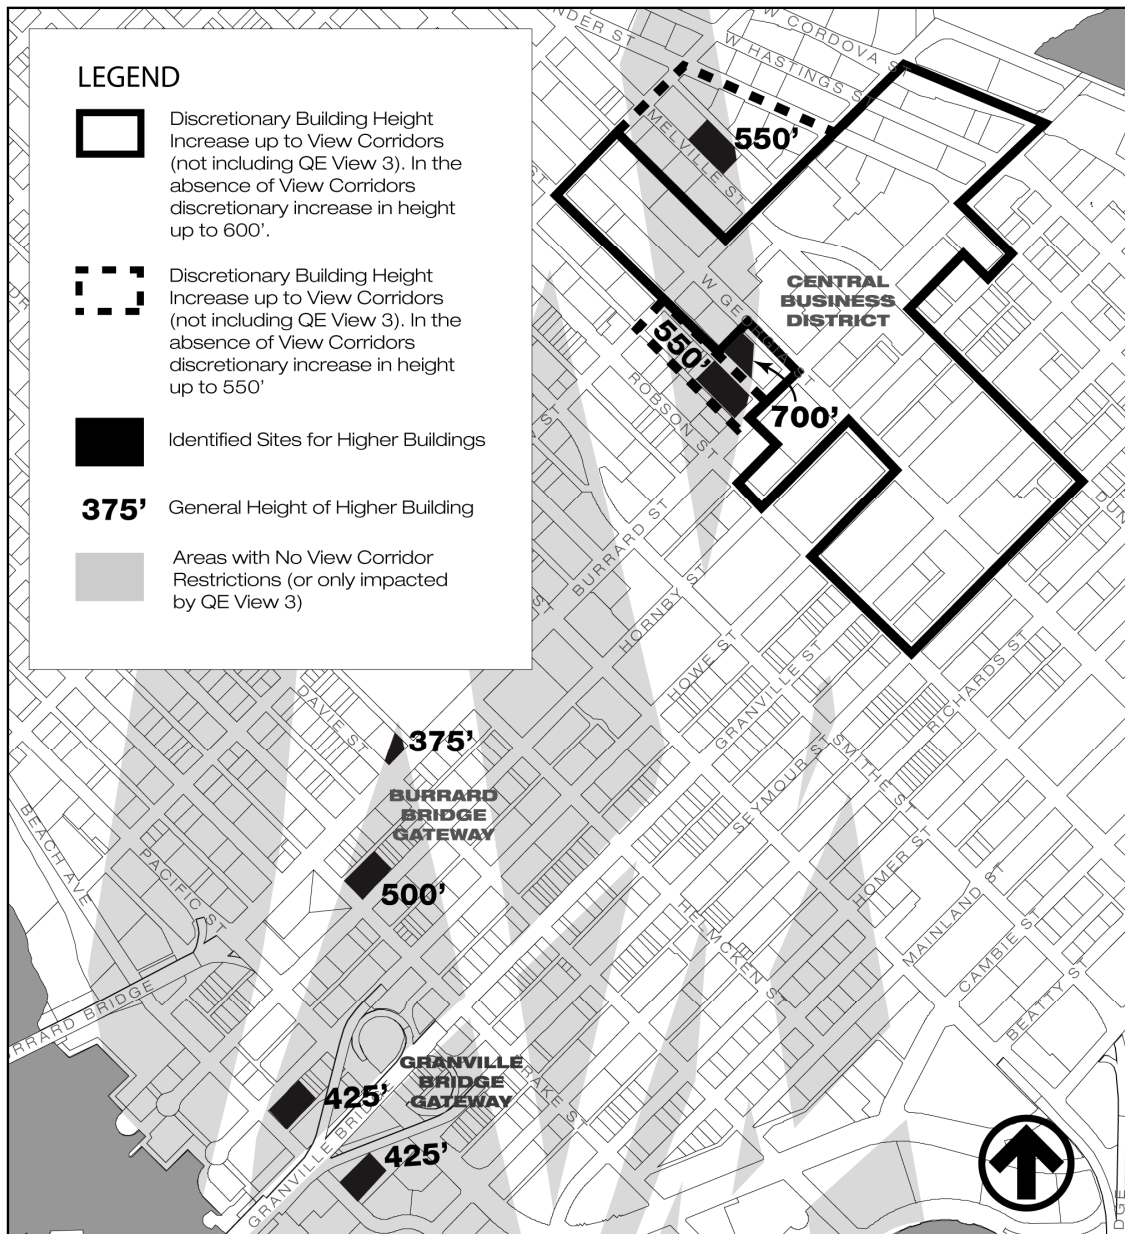 LEGEND
Discretionary Building Height
Increase up to View Corridors
(not including QE View 3). In the
absence of View Corridors
discretionary increase in height
up to 600'.
Discretionary Building Height
Increase up to View Corridors
(not including QE View 3). In the
absence of View Corridors
discretionary increase in height
up to 550'
Identified Sites for Higher Buildings
375' General Height of Higher Building
Areas with No View Corridor
Restrictions (or only impacted
by QE View 3)
W CORDOVA ST
W HASTINGS ST
MELVILLE ST
550'
W GEORGIA ST
CENTRAL
BUSINESS
DISTRICT
550'
700'
ROBSON ST
BURRARD ST
HORNBY ST
HOWE ST
GRANVILLE ST
RICHARDS ST
SEYMOUR ST
SMITHE ST
HOMER ST
MAINLAND ST
CAMBIE ST
BEATTY ST
HELMCKEN ST
DAVIE ST
375'
BURRARD
BRIDGE
GATEWAY
500'
BEACH AVE
PACIFIC ST
GRANVILLE
BRIDGE
GATEWAY
425'
425'